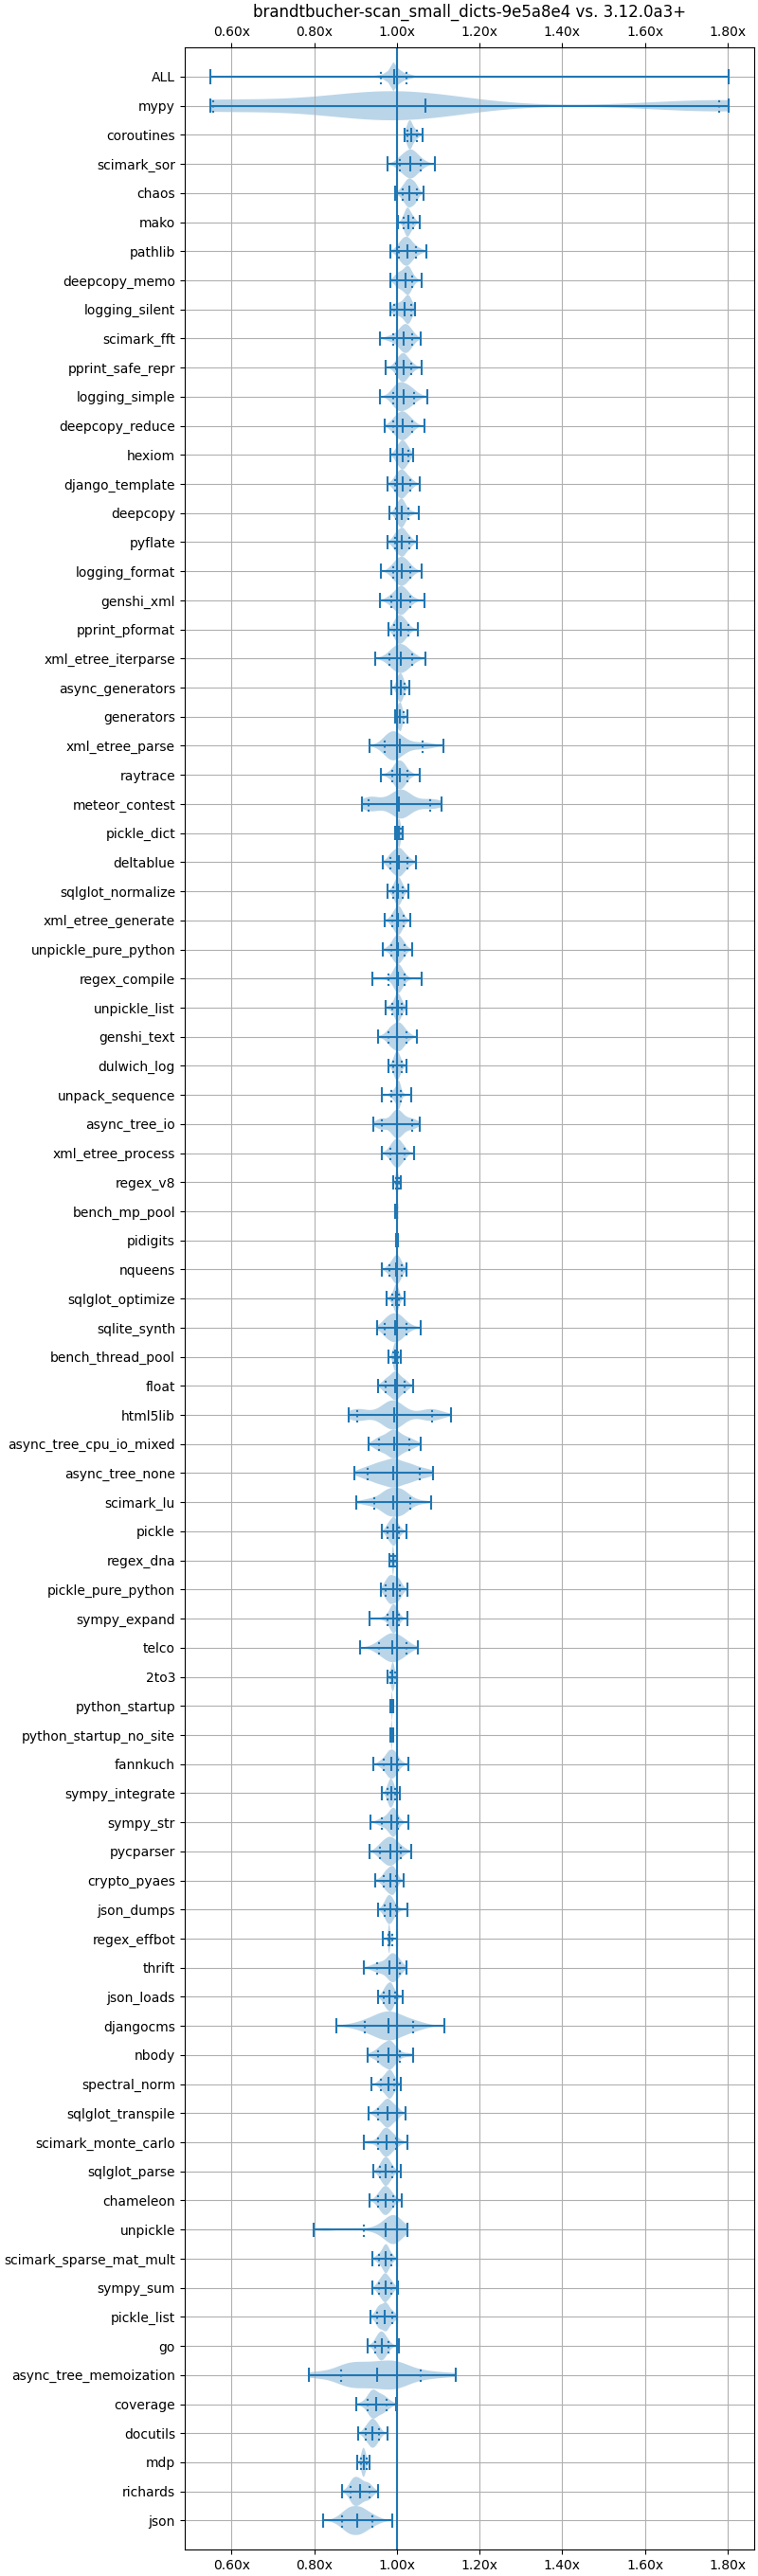 brandtbucher-scan_small_dicts-9e5a8e4 vs. 3.12.0a3+
0.60x 0.80x 1.00x 1.20x 1.40x 1.60x 1.80x
ALL
mypy
coroutines
scimark_sor
chaos
mako
pathlib
deepcopy_memo
logging_silent
scimark_fft
pprint_safe_repr
logging_simple
deepcopy_reduce
hexiom
django_template
deepcopy
pyflate
logging_format
genshi_xml
pprint_pformat
xml_etree_iterparse
async_generators
generators
xml_etree_parse
raytrace
meteor_contest
pickle_dict
deltablue
sqlglot_normalize
xml_etree_generate
unpickle_pure_python
regex_compile
unpickle_list
genshi_text
dulwich_log
unpack_sequence
async_tree_io
xml_etree_process
regex_v8
bench_mp_pool
pidigits
nqueens
sqlglot_optimize
sqlite_synth
bench_thread_pool
float
html5lib
async_tree_cpu_io_mixed
async_tree_none
scimark_lu
pickle
regex_dna
pickle_pure_python
sympy_expand
telco
2to3
python_startup
python_startup_no_site
fannkuch
sympy_integrate
sympy_str
pycparser
crypto_pyaes
json_dumps
regex_effbot
thrift
json_loads
djangocms
nbody
spectral_norm
sqlglot_transpile
scimark_monte_carlo
sqlglot_parse
chameleon
unpickle
scimark_sparse_mat_mult
sympy_sum
pickle_list
go
async_tree_memoization
coverage
docutils
mdp
richards
json
0.60x 0.80x 1.00x 1.20x 1.40x 1.60x 1.80x